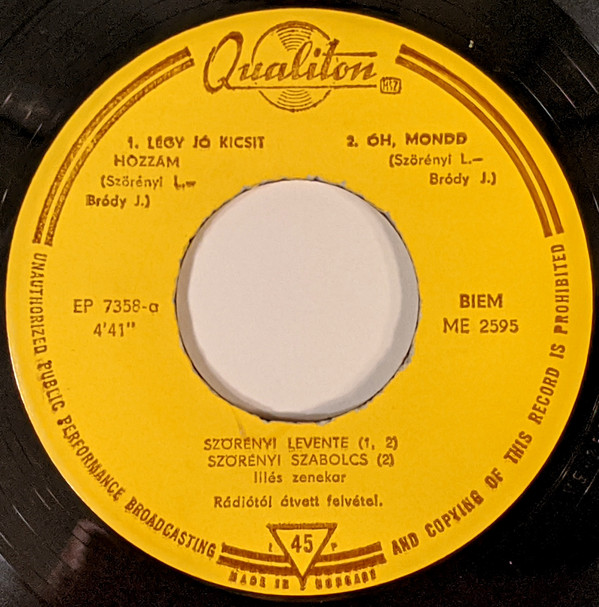 Qualiton
1. LÉGY JÓ KICSIT
HOZZÁM
(Szörényi L.—
Bródy J.)
2. ÓH, MONDD
(Szörényi L.—
Bródy J.)
EP 7358-a
4'41"
BIEM
ME 2595
SZÖRÉNYI LEVENTE (1, 2)
SZÖRÉNYI SZABOLCS (2)
Illés zenekar
Rádiótól átvett felvétel.
UNAUTHORIZED PUBLIC PERFORMANCE BROADCASTING AND COPYING OF THIS RECORD IS PROHIBITED
45
MADE IN HUNGARY